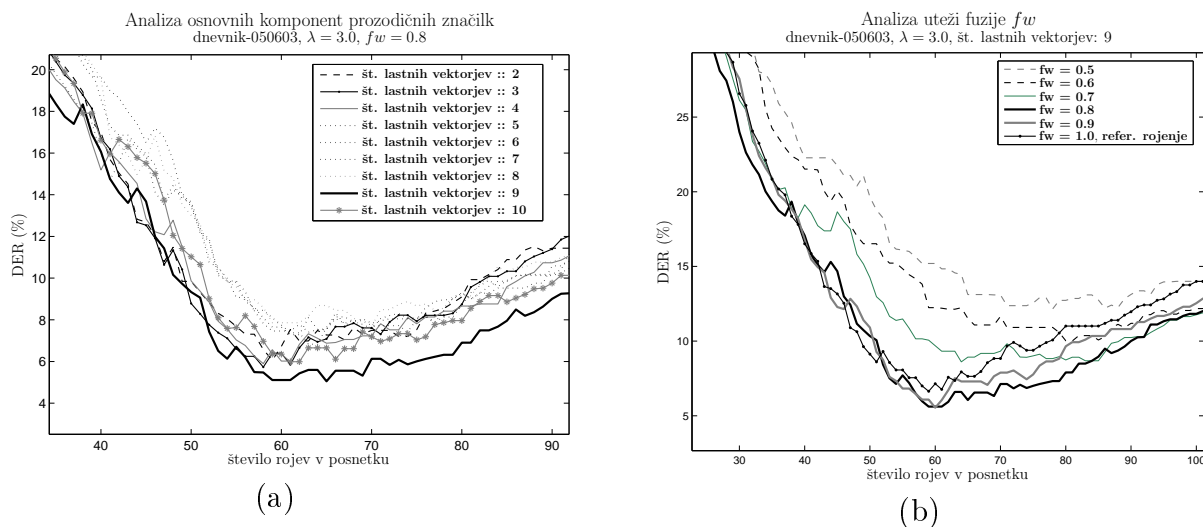 Analiza osnovnih komponent prozodičnih značilk
dnevnik-050603, λ = 3.0, fw = 0.8
20
18
16
14
12
10
8
6
4
DER (%)
št. lastnih vektorjev :: 2
št. lastnih vektorjev :: 3
št. lastnih vektorjev :: 4
št. lastnih vektorjev :: 5
št. lastnih vektorjev :: 6
št. lastnih vektorjev :: 7
št. lastnih vektorjev :: 8
št. lastnih vektorjev :: 9
št. lastnih vektorjev :: 10
40 50 60 70 80 90
število rojev v posnetku
(a)
Analiza uteži fuzije fw
dnevnik-050603, λ = 3.0, št. lastnih vektorjev: 9
25
20
15
10
5
DER (%)
fw = 0.5
fw = 0.6
fw = 0.7
fw = 0.8
fw = 0.9
fw = 1.0, refer. rojenje
30 40 50 60 70 80 90 100
število rojev v posnetku
(b)